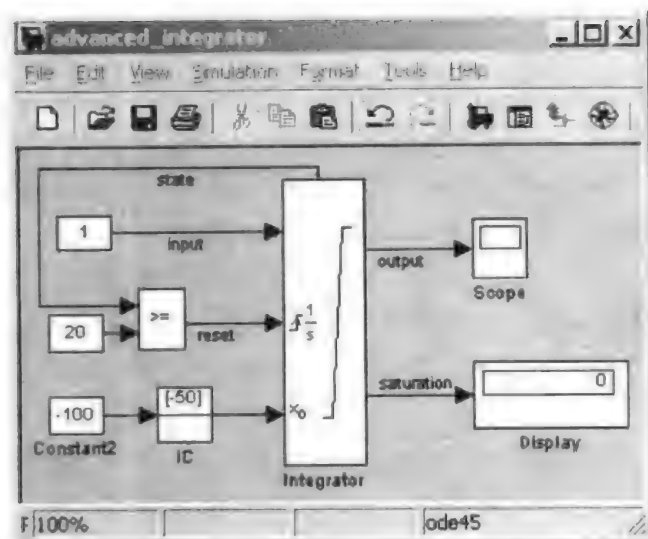 advanced_integrator
File Edit View Simulation Format Tools Help
state
1
input
output
Scope
>=
20
reset
1
s
saturation
0
Display
[-50]
-100
x0
Constant2
IC
Integrator
F 100%
ode45